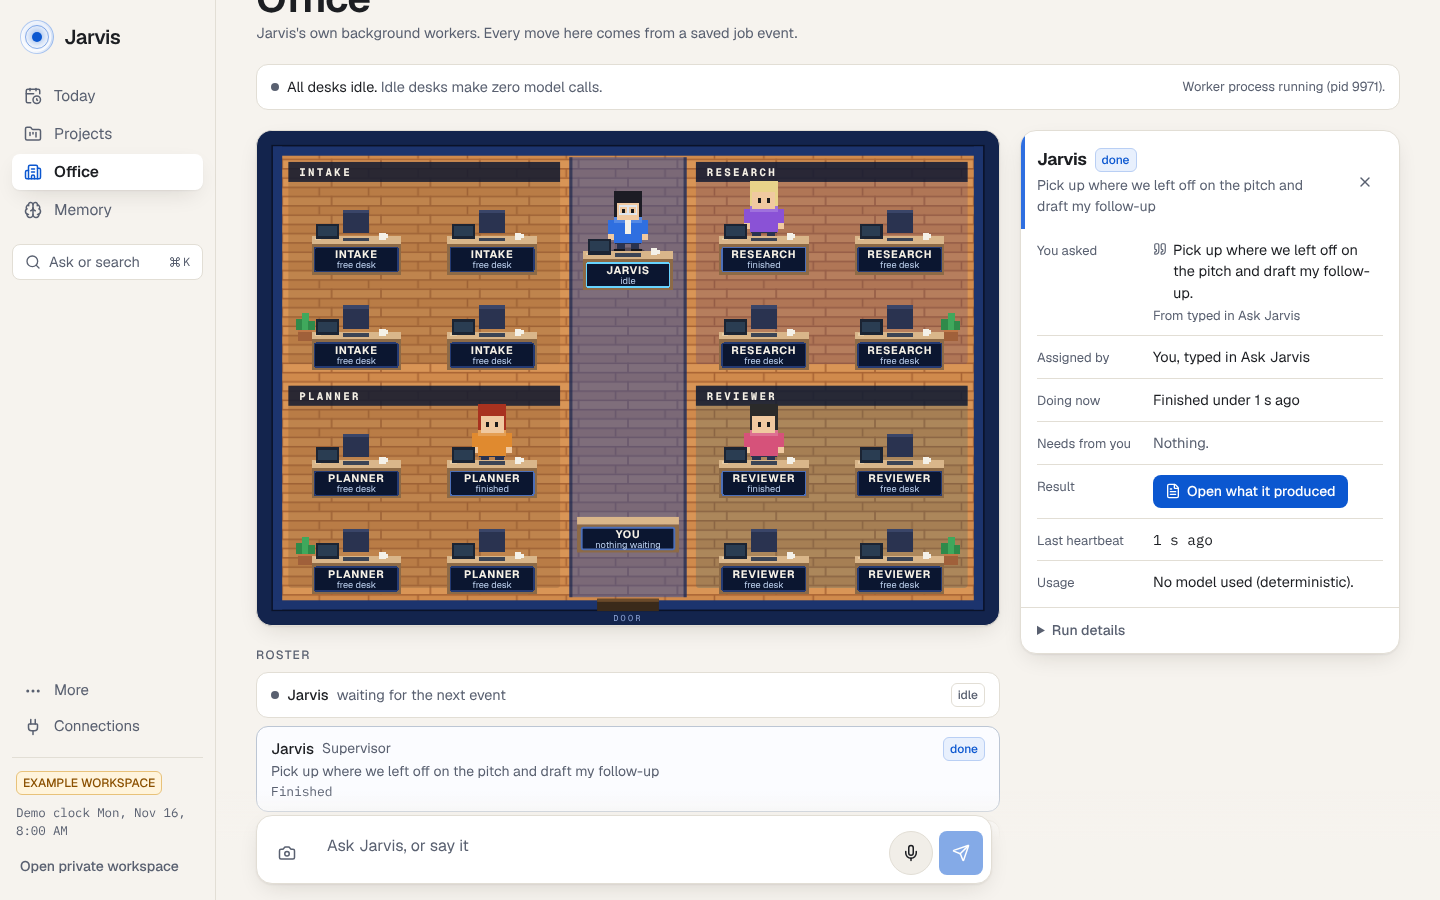 Jarvis
Today
Projects
Office
Memory
Ask or search
⌘ K
More
Connections
EXAMPLE WORKSPACE
Demo clock Mon, Nov 16,
8:00 AM
Open private workspace
Office
Jarvis's own background workers. Every move here comes from a saved job event.
All desks idle. Idle desks make zero model calls.
Worker process running (pid 9971).
INTAKE
INTAKE
free desk
INTAKE
free desk
INTAKE
free desk
INTAKE
free desk
JARVIS
idle
RESEARCH
RESEARCH
finished
RESEARCH
free desk
RESEARCH
free desk
RESEARCH
free desk
PLANNER
PLANNER
free desk
PLANNER
finished
PLANNER
free desk
PLANNER
free desk
YOU
nothing waiting
REVIEWER
REVIEWER
finished
REVIEWER
free desk
REVIEWER
free desk
REVIEWER
free desk
DOOR
ROSTER
Jarvis waiting for the next event
idle
Jarvis Supervisor
done
Pick up where we left off on the pitch and draft my follow-up
Finished
Ask Jarvis, or say it
Jarvis
done
Pick up where we left off on the pitch and
draft my follow-up
You asked
Pick up where we left off on
the pitch and draft my follow-
up.
From typed in Ask Jarvis
Assigned by
You, typed in Ask Jarvis
Doing now
Finished under 1 s ago
Needs from you
Nothing.
Result
Open what it produced
Last heartbeat
1 s ago
Usage
No model used (deterministic).
Run details